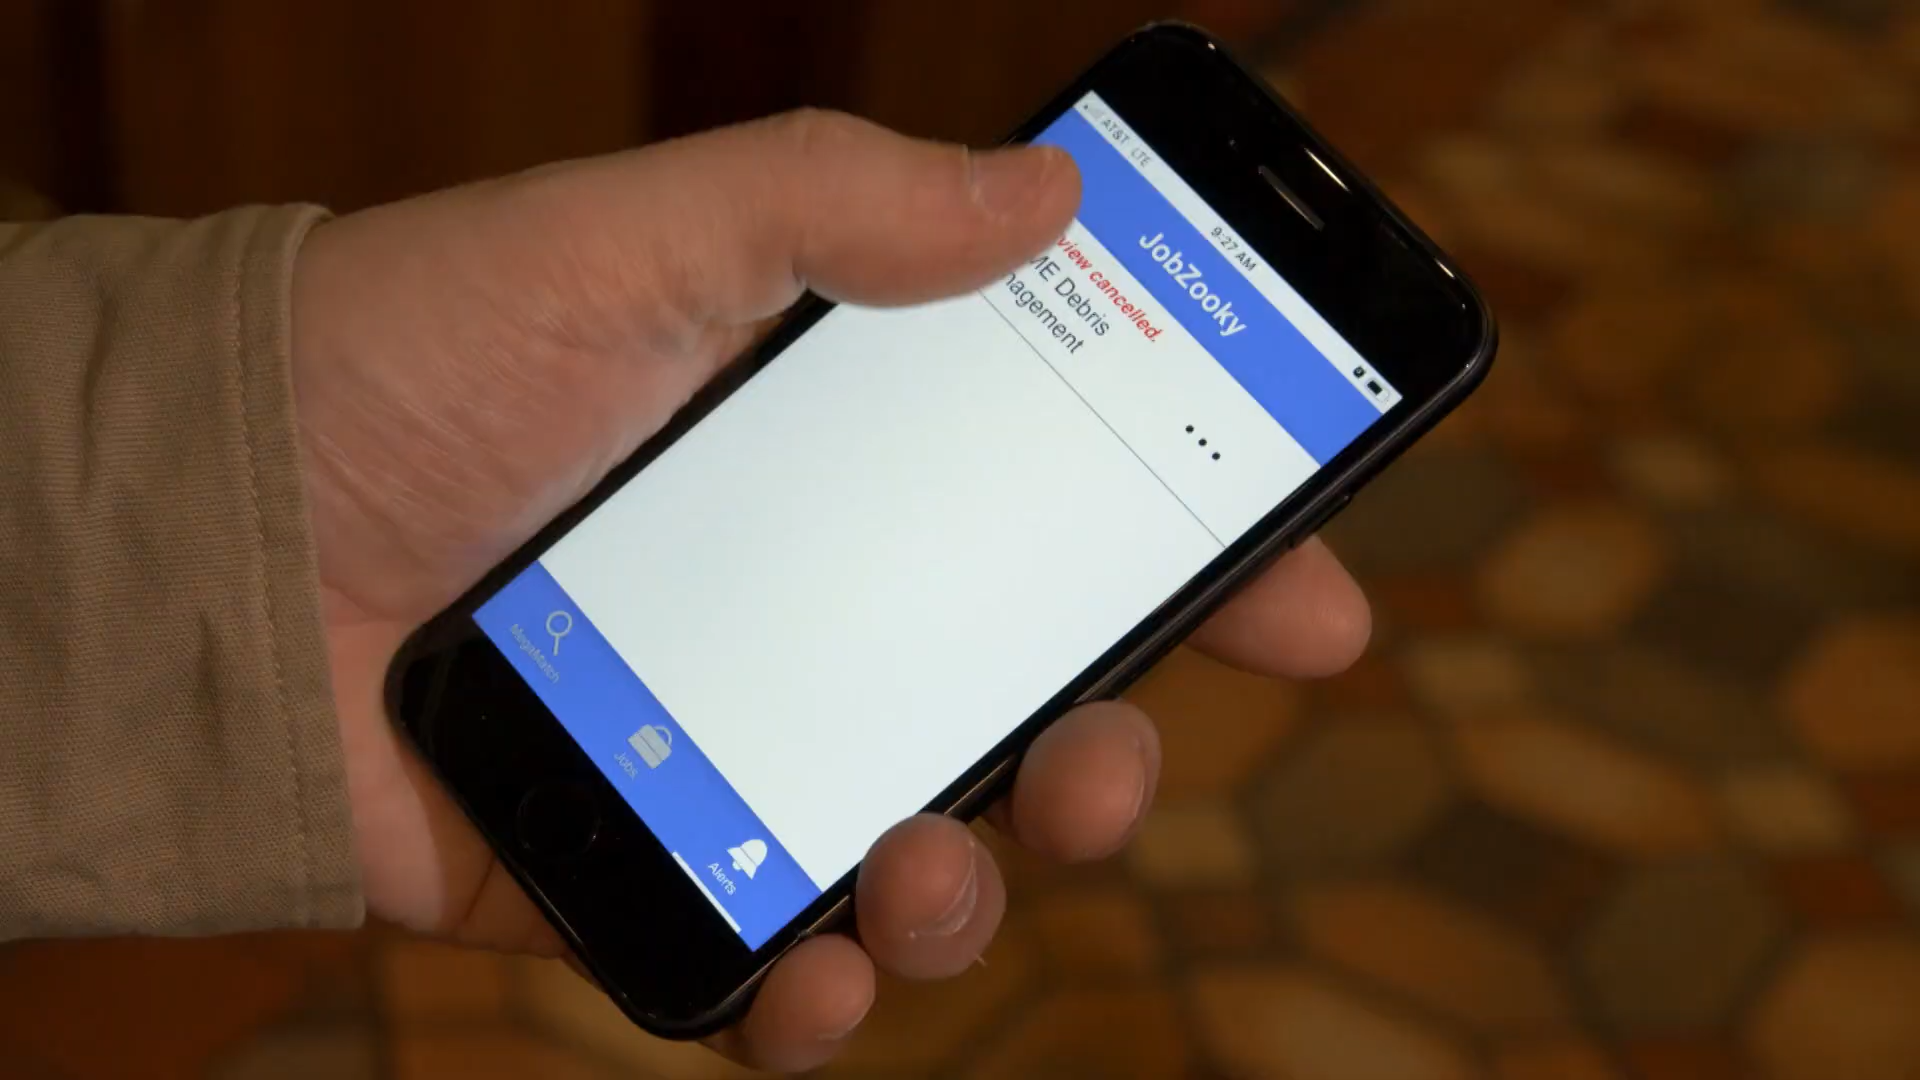 AT&T LTE 9:27 AM
JobZooky
view cancelled.
ME Debris
nagement
MegaMatch
Jobs
Alerts